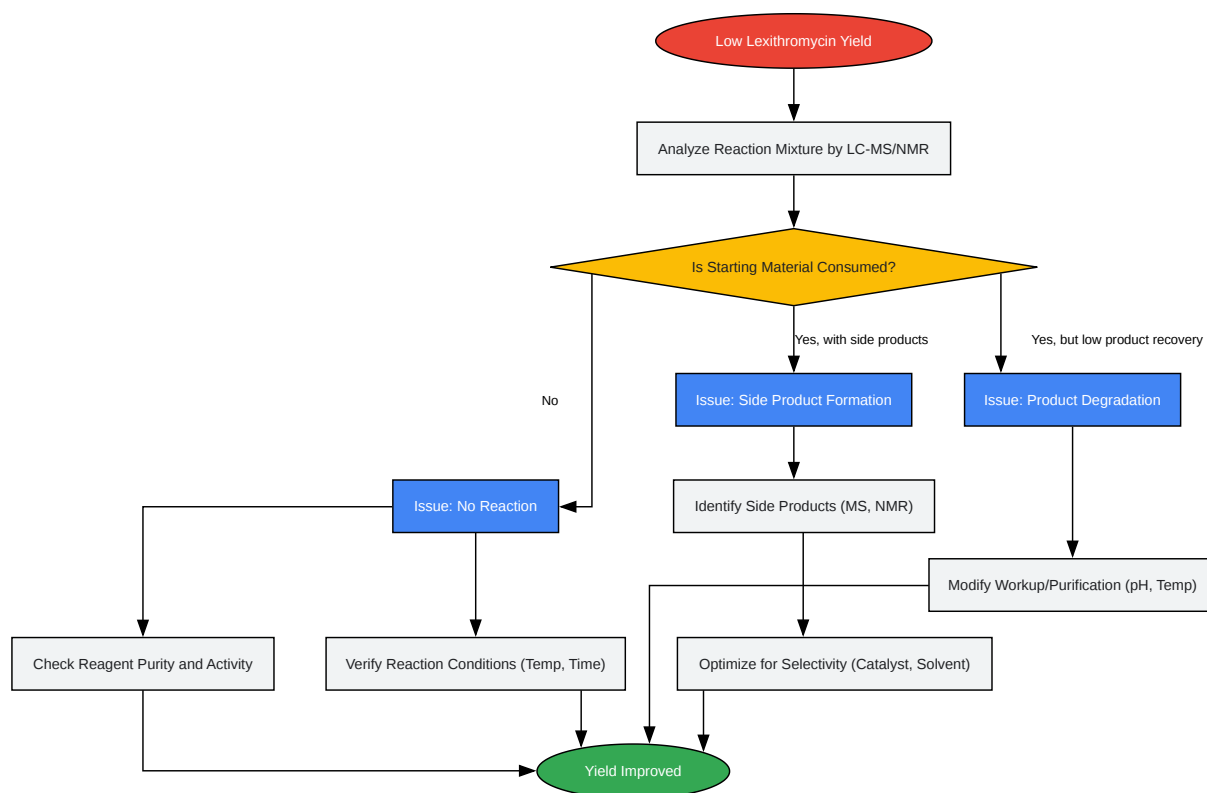 Low Lexithromycin Yield
Analyze Reaction Mixture by LC-MS/NMR
Is Starting Material Consumed?
Yes, with side products
Yes, but low product recovery
No
Issue: Side Product Formation
Issue: Product Degradation
Issue: No Reaction
Identify Side Products (MS, NMR)
Modify Workup/Purification (pH, Temp)
Check Reagent Purity and Activity
Verify Reaction Conditions (Temp, Time)
Optimize for Selectivity (Catalyst, Solvent)
Yield Improved